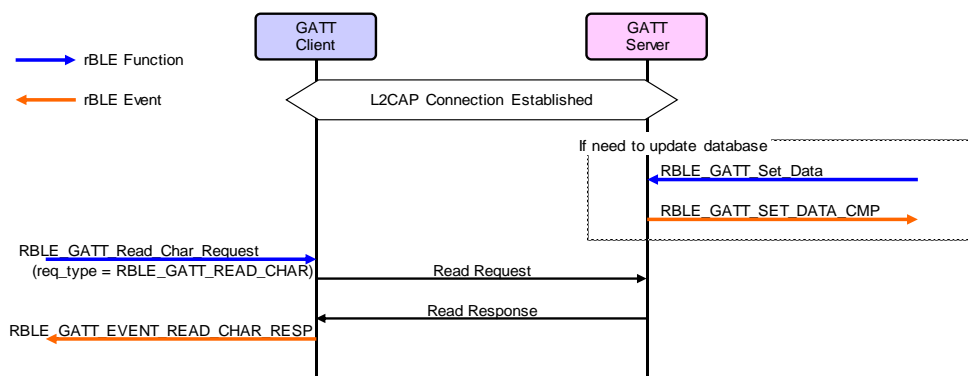 GATT
Client
GATT
Server
rBLE Function
rBLE Event
L2CAP Connection Established
If need to update database
RBLE_GATT_Set_Data
RBLE_GATT_SET_DATA_CMP
RBLE_GATT_Read_Char_Request
(req_type = RBLE_GATT_READ_CHAR)
Read Request
Read Response
RBLE_GATT_EVENT_READ_CHAR_RESP